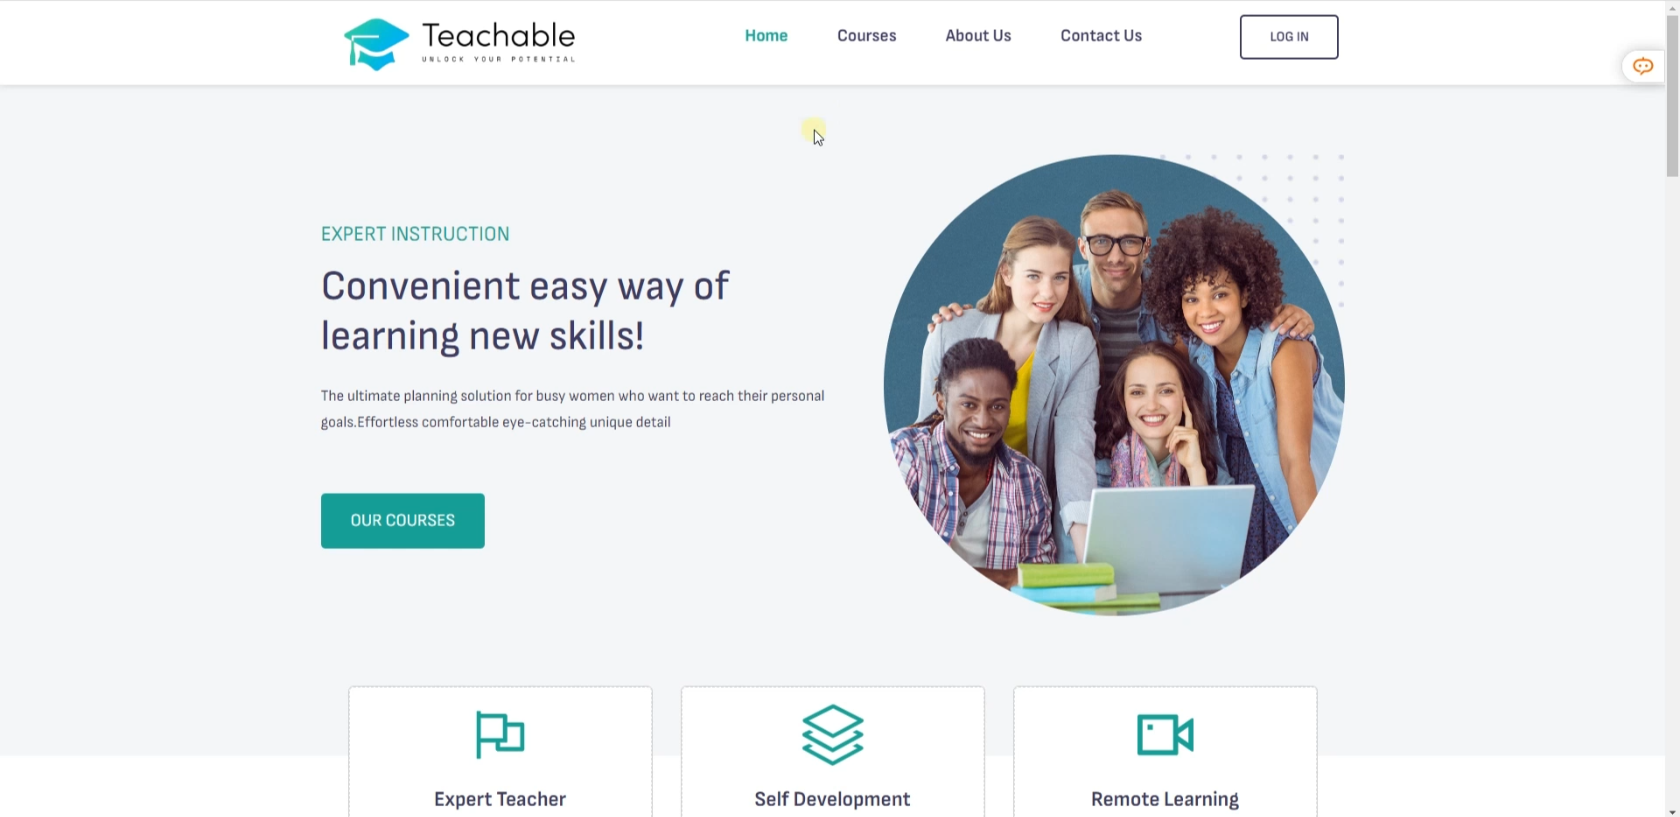 Teachable
UNLOCK YOUR POTENTIAL
Home
Courses
About Us
Contact Us
LOG IN
EXPERT INSTRUCTION
Convenient easy way of
learning new skills!
The ultimate planning solution for busy women who want to reach their personal
goals.Effortless comfortable eye-catching unique detail
OUR COURSES
Expert Teacher
Self Development
Remote Learning